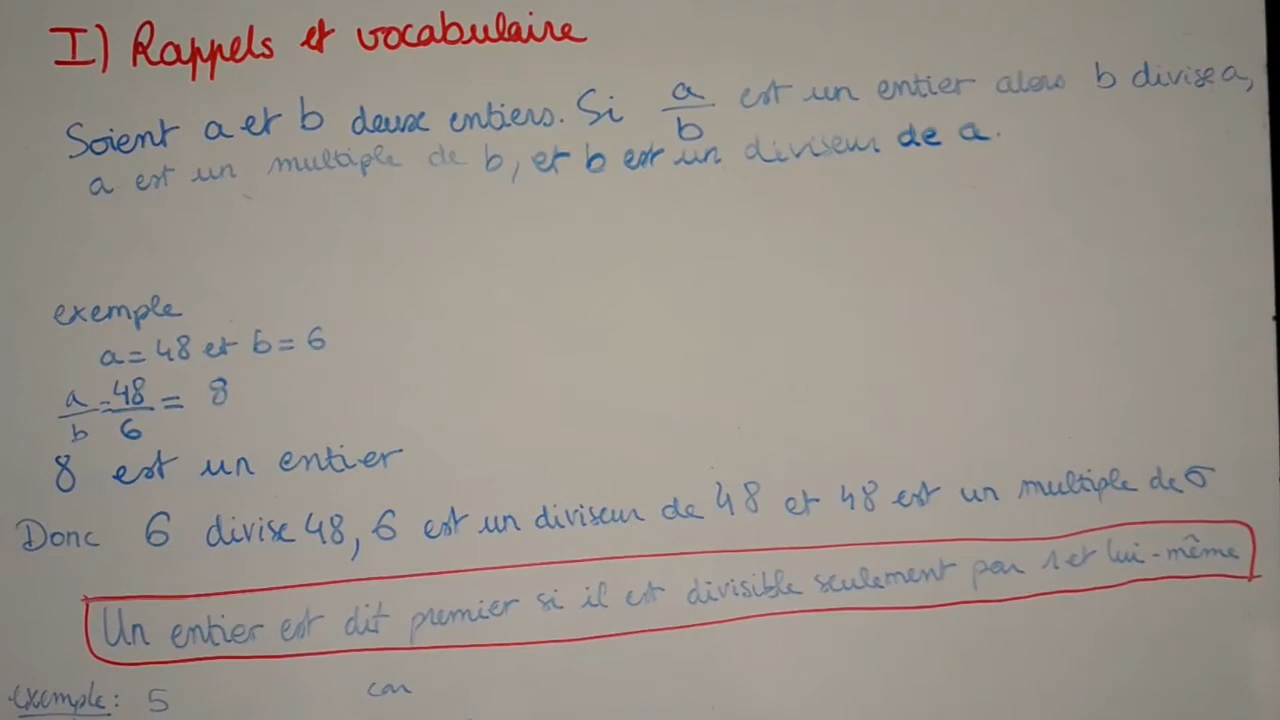 I) Rappels et vocabulaire
Soient a et b deux entiers. Si a/b est un entier alors b divise a,
a est un multiple de b, et b est un diviseur de a.
exemple
a = 48 et b = 6
a/b = 48/6 = 8
8 est un entier
Donc 6 divise 48, 6 est un diviseur de 48 et 48 est un multiple de 6
Un entier est dit premier si il est divisible seulement par 1 et lui-même
exemple : 5 car